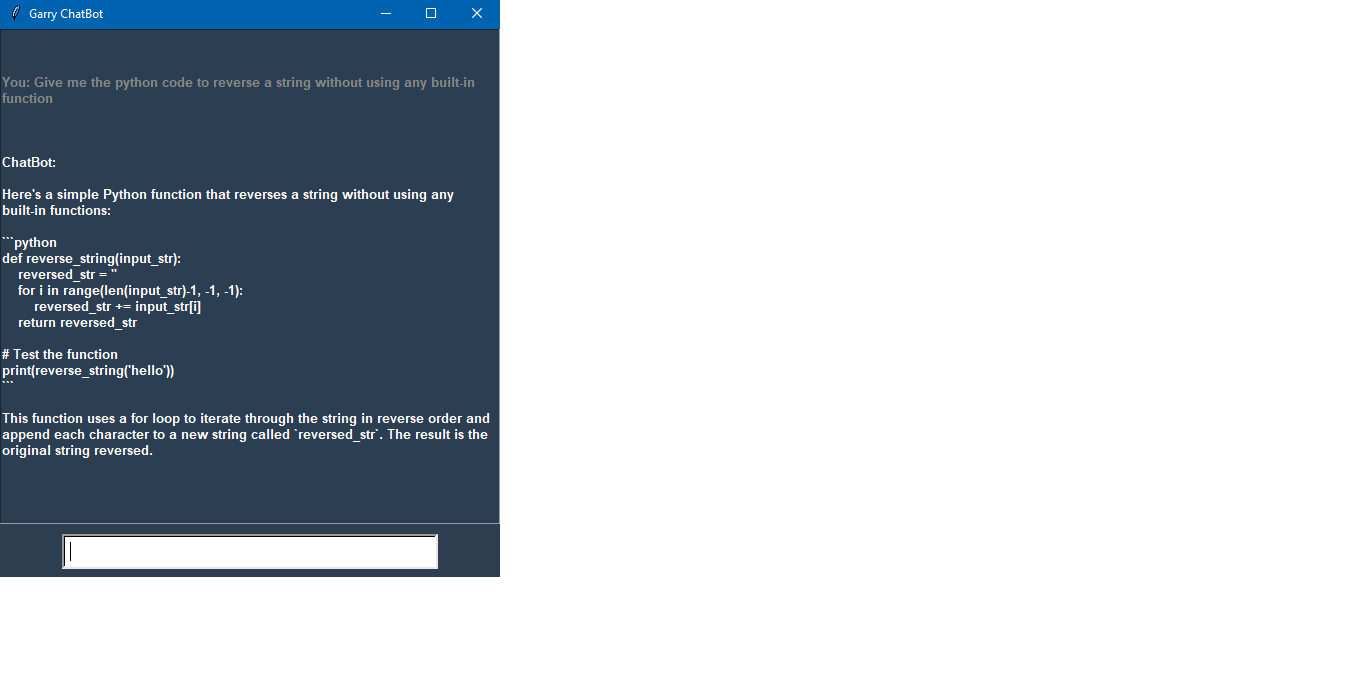 Garry ChatBot
You: Give me the python code to reverse a string without using any built-in
function
ChatBot:
Here's a simple Python function that reverses a string without using any
built-in functions:
```python
def reverse_string(input_str):
    reversed_str = ''
    for i in range(len(input_str)-1, -1, -1):
        reversed_str += input_str[i]
    return reversed_str
# Test the function
print(reverse_string('hello'))
```
This function uses a for loop to iterate through the string in reverse order and
append each character to a new string called `reversed_str`. The result is the
original string reversed.